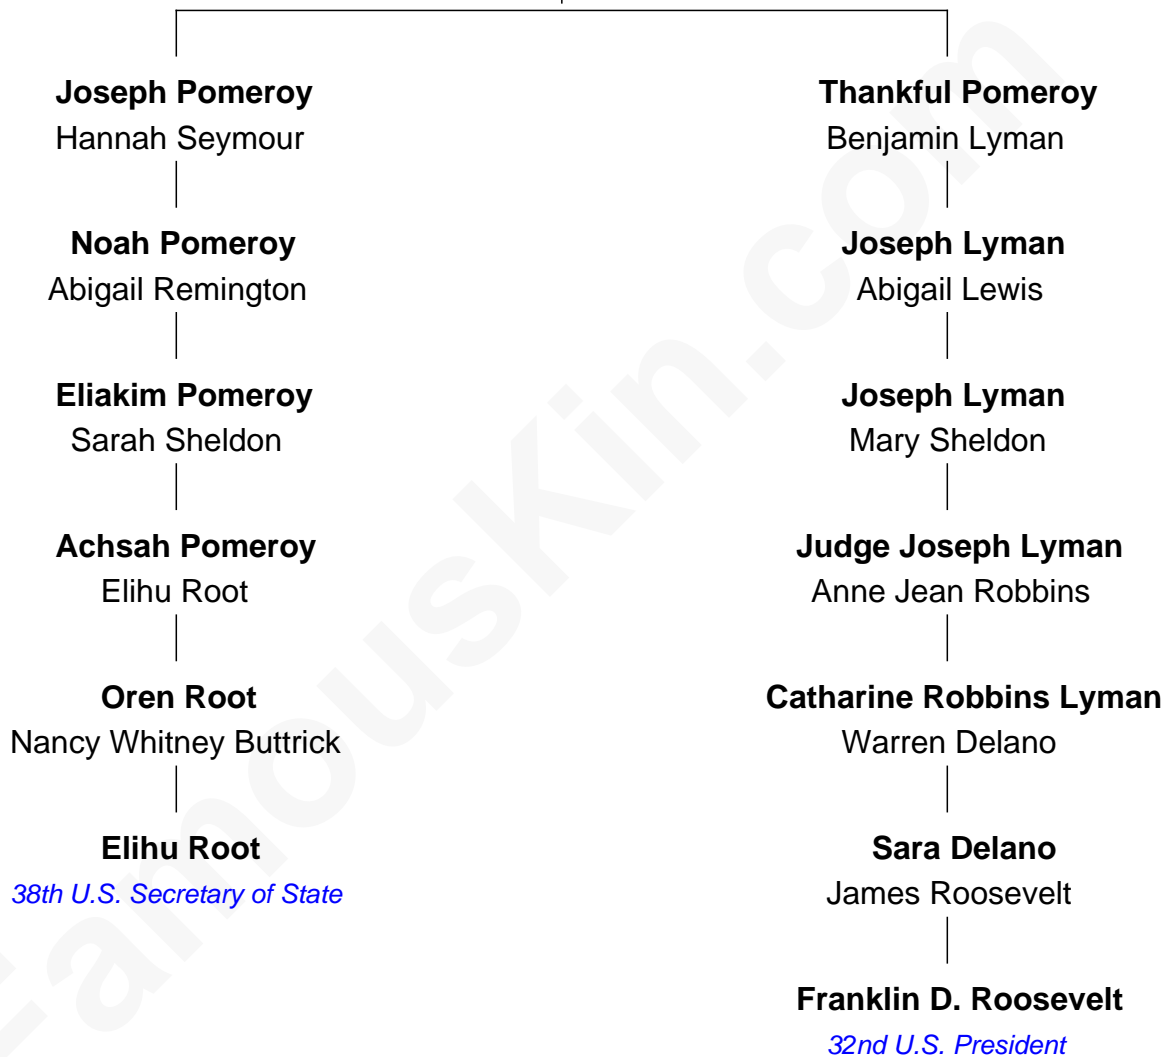 Joseph Pomeroy
Hannah Seymour
Thankful Pomeroy
Benjamin Lyman
Noah Pomeroy
Abigail Remington
Joseph Lyman
Abigail Lewis
Eliakim Pomeroy
Sarah Sheldon
Joseph Lyman
Mary Sheldon
Achsah Pomeroy
Elihu Root
Judge Joseph Lyman
Anne Jean Robbins
Oren Root
Nancy Whitney Buttrick
Catharine Robbins Lyman
Warren Delano
Elihu Root
38th U.S. Secretary of State
Sara Delano
James Roosevelt
Franklin D. Roosevelt
32nd U.S. President
FamousKin.com